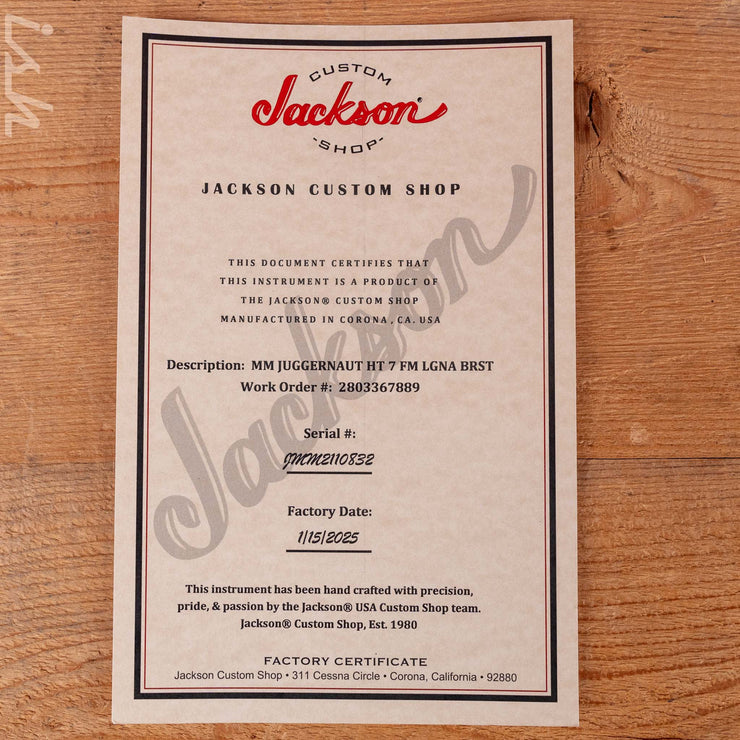 CUSTOM
Jackson®
-SHOP-
JACKSON CUSTOM SHOP
Jackson
THIS DOCUMENT CERTIFIES THAT
THIS INSTRUMENT IS A PRODUCT OF
THE JACKSON® CUSTOM SHOP
MANUFACTURED IN CORONA, CA. USA
Description: MM JUGGERNAUT HT 7 FM LGNA BRST
Work Order #: 2803367889
Serial #:
JMM2110832
Factory Date:
1/15/2025
This instrument has been hand crafted with precision,
pride, & passion by the Jackson® USA Custom Shop team.
Jackson® Custom Shop, Est. 1980
FACTORY CERTIFICATE
Jackson Custom Shop • 311 Cessna Circle • Corona, California • 92880